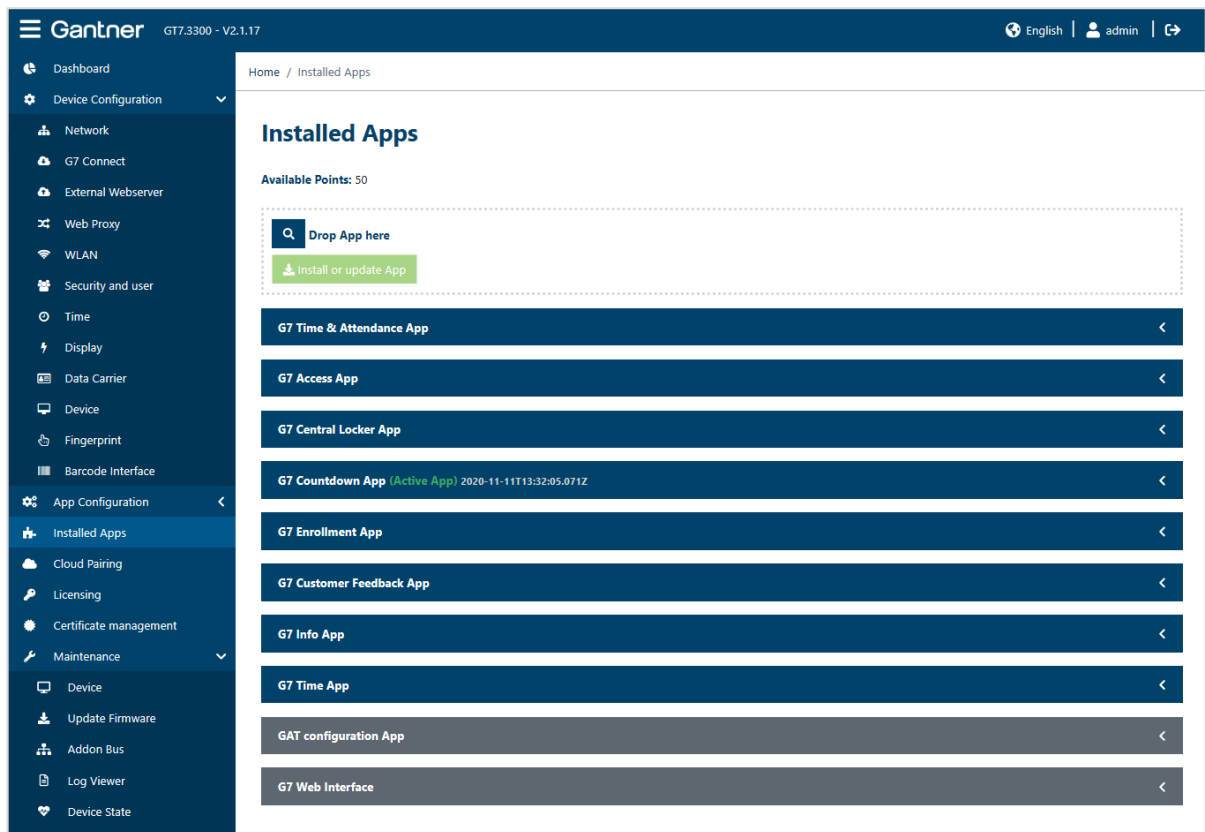 Gantner GT7.3300 - V2.1.17 English admin
Dashboard
Device Configuration
Network
G7 Connect
External Webserver
Web Proxy
WLAN
Security and user
Time
Display
Data Carrier
Device
Fingerprint
Barcode Interface
App Configuration
Installed Apps
Cloud Pairing
Licensing
Certificate management
Maintenance
Device
Update Firmware
Addon Bus
Log Viewer
Device State
Home / Installed Apps
Installed Apps
Available Points: 50
Drop App here
Install or update App
G7 Time & Attendance App
G7 Access App
G7 Central Locker App
G7 Countdown App (Active App) 2020-11-11T13:32:05.071Z
G7 Enrollment App
G7 Customer Feedback App
G7 Info App
G7 Time App
GAT configuration App
G7 Web Interface